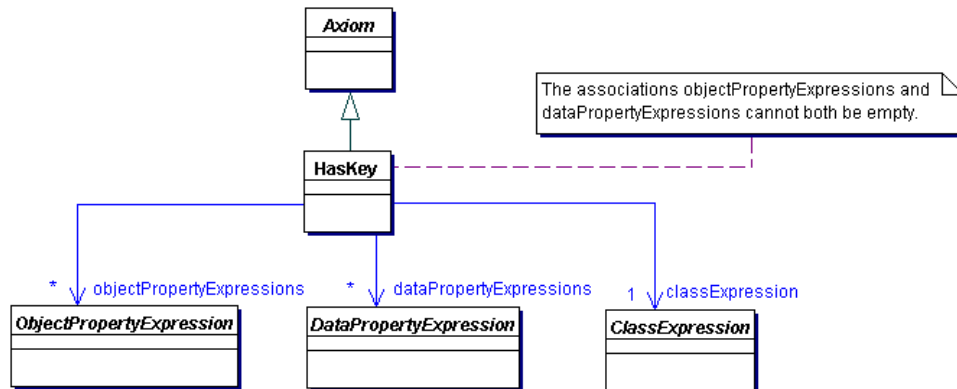 Axiom
The associations objectPropertyExpressions and
dataPropertyExpressions cannot both be empty.
HasKey
* objectPropertyExpressions
* dataPropertyExpressions
1 classExpression
ObjectPropertyExpression
DataPropertyExpression
ClassExpression